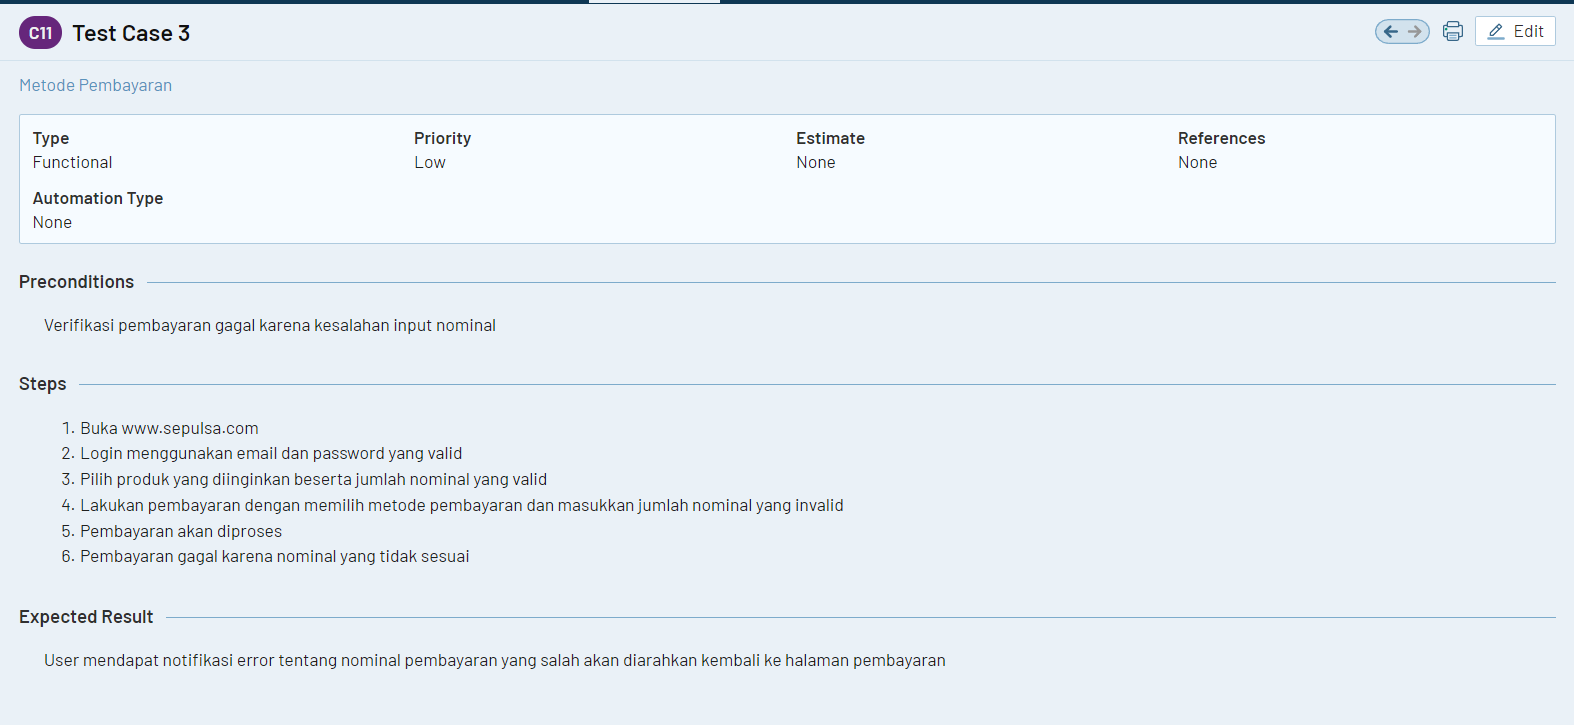 C11 Test Case 3
Edit
Metode Pembayaran
Type Priority Estimate References
Functional Low None None
Automation Type
None
Preconditions
Verifikasi pembayaran gagal karena kesalahan input nominal
Steps
1. Buka www.sepulsa.com
2. Login menggunakan email dan password yang valid
3. Pilih produk yang diinginkan beserta jumlah nominal yang valid
4. Lakukan pembayaran dengan memilih metode pembayaran dan masukkan jumlah nominal yang invalid
5. Pembayaran akan diproses
6. Pembayaran gagal karena nominal yang tidak sesuai
Expected Result
User mendapat notifikasi error tentang nominal pembayaran yang salah akan diarahkan kembali ke halaman pembayaran